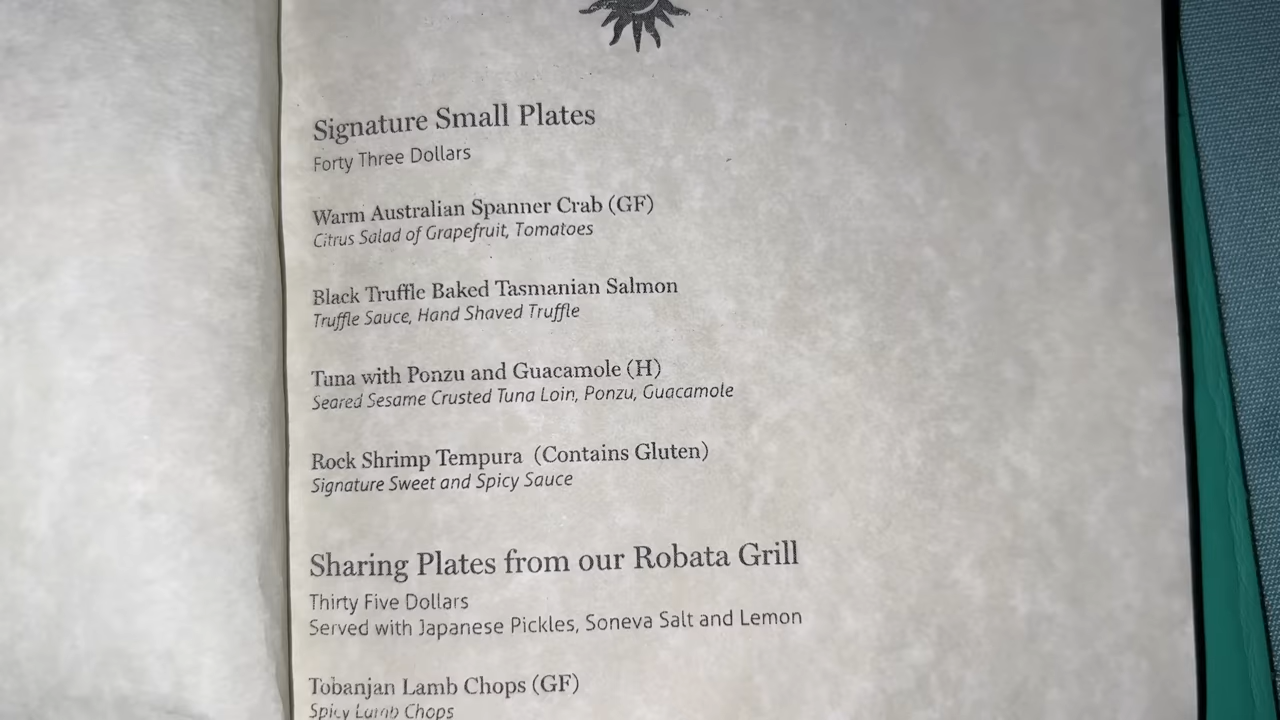 Signature Small Plates
Forty Three Dollars
Warm Australian Spanner Crab (GF)
Citrus Salad of Grapefruit, Tomatoes
Black Truffle Baked Tasmanian Salmon
Truffle Sauce, Hand Shaved Truffle
Tuna with Ponzu and Guacamole (H)
Seared Sesame Crusted Tuna Loin, Ponzu, Guacamole
Rock Shrimp Tempura (Contains Gluten)
Signature Sweet and Spicy Sauce
Sharing Plates from our Robata Grill
Thirty Five Dollars
Served with Japanese Pickles, Soneva Salt and Lemon
Tobanjan Lamb Chops (GF)
Spicy Lamb Chops